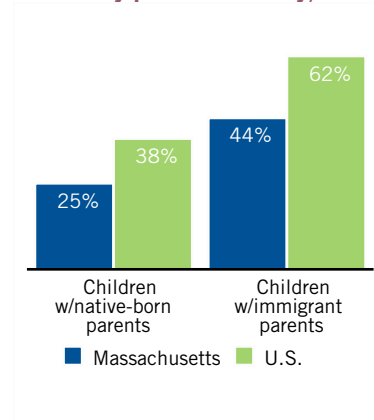 62%
44%
38%
25%
Children
w/native-born
parents
Children
w/immigrant
parents
Massachusetts U.S.